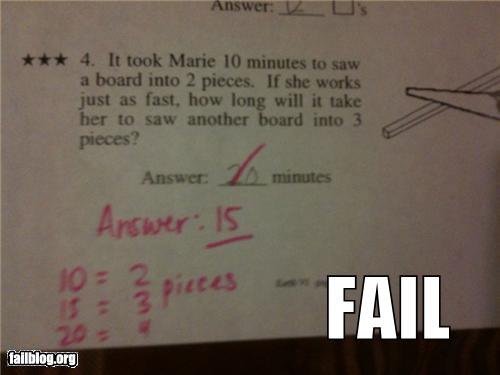 Answer: 12 □'s
★★★ 4. It took Marie 10 minutes to saw
a board into 2 pieces. If she works
just as fast, how long will it take
her to saw another board into 3
pieces?
Answer: 20 minutes
Answer: 15
10 = 2 pieces
15 = 3
20 = 4
FAIL
failblog.org